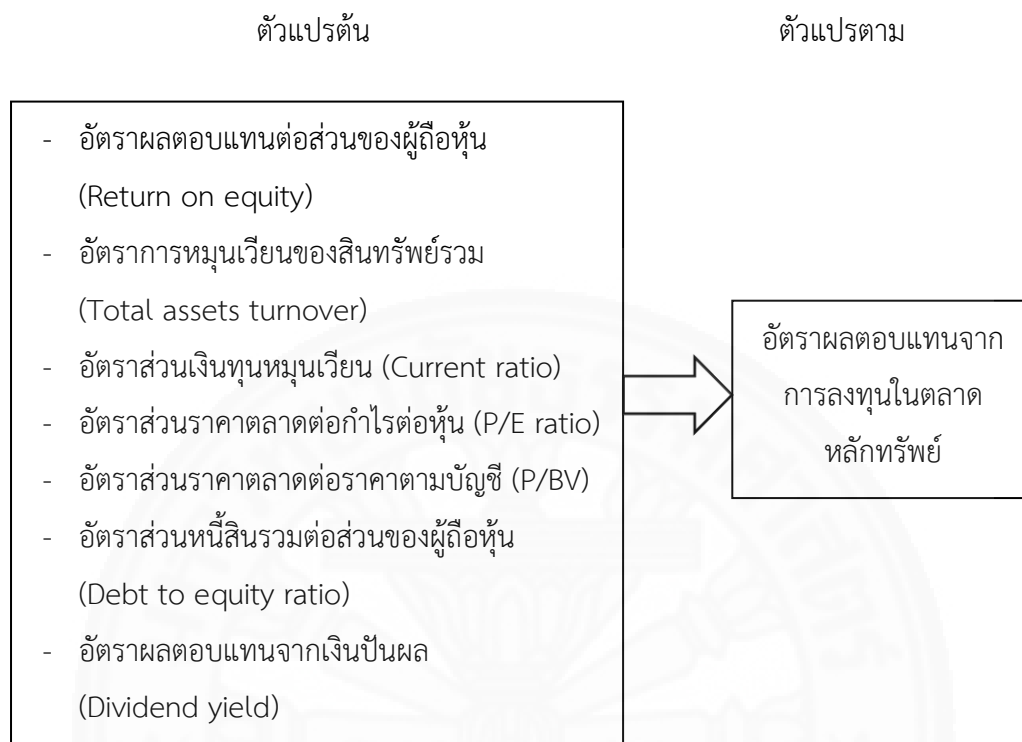 ตัวแปรต้น
ตัวแปรตาม
- อัตราผลตอบแทนต่อส่วนของผู้ถือหุ้น
(Return on equity)
- อัตราการหมุนเวียนของสินทรัพย์รวม
(Total assets turnover)
- อัตราส่วนเงินทุนหมุนเวียน (Current ratio)
- อัตราส่วนราคาตลาดต่อกำไรต่อหุ้น (P/E ratio)
- อัตราส่วนราคาตลาดต่อราคาตามบัญชี (P/BV)
- อัตราส่วนหนี้สินรวมต่อส่วนของผู้ถือหุ้น
(Debt to equity ratio)
- อัตราผลตอบแทนจากเงินปันผล
(Dividend yield)
อัตราผลตอบแทนจาก
การลงทุนในตลาด
หลักทรัพย์